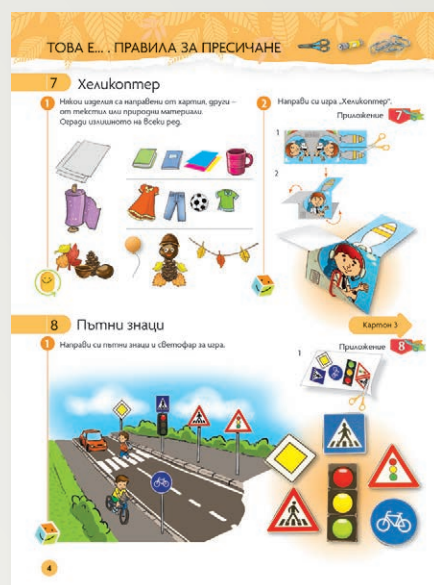 ТОВА Е... . ПРАВИЛА ЗА ПРЕСИЧАНЕ
7 Хеликоптер
1 Някои изделия са направени от хартия, други –
от текстил или природни материали.
Огради излишното на всеки ред.
2 Направи си игра „Хеликоптер“.
Приложение 7
1
2
8 Пътни знаци
Картон 3
1 Направи си пътни знаци и светофар за игра.
Приложение 8
1
4